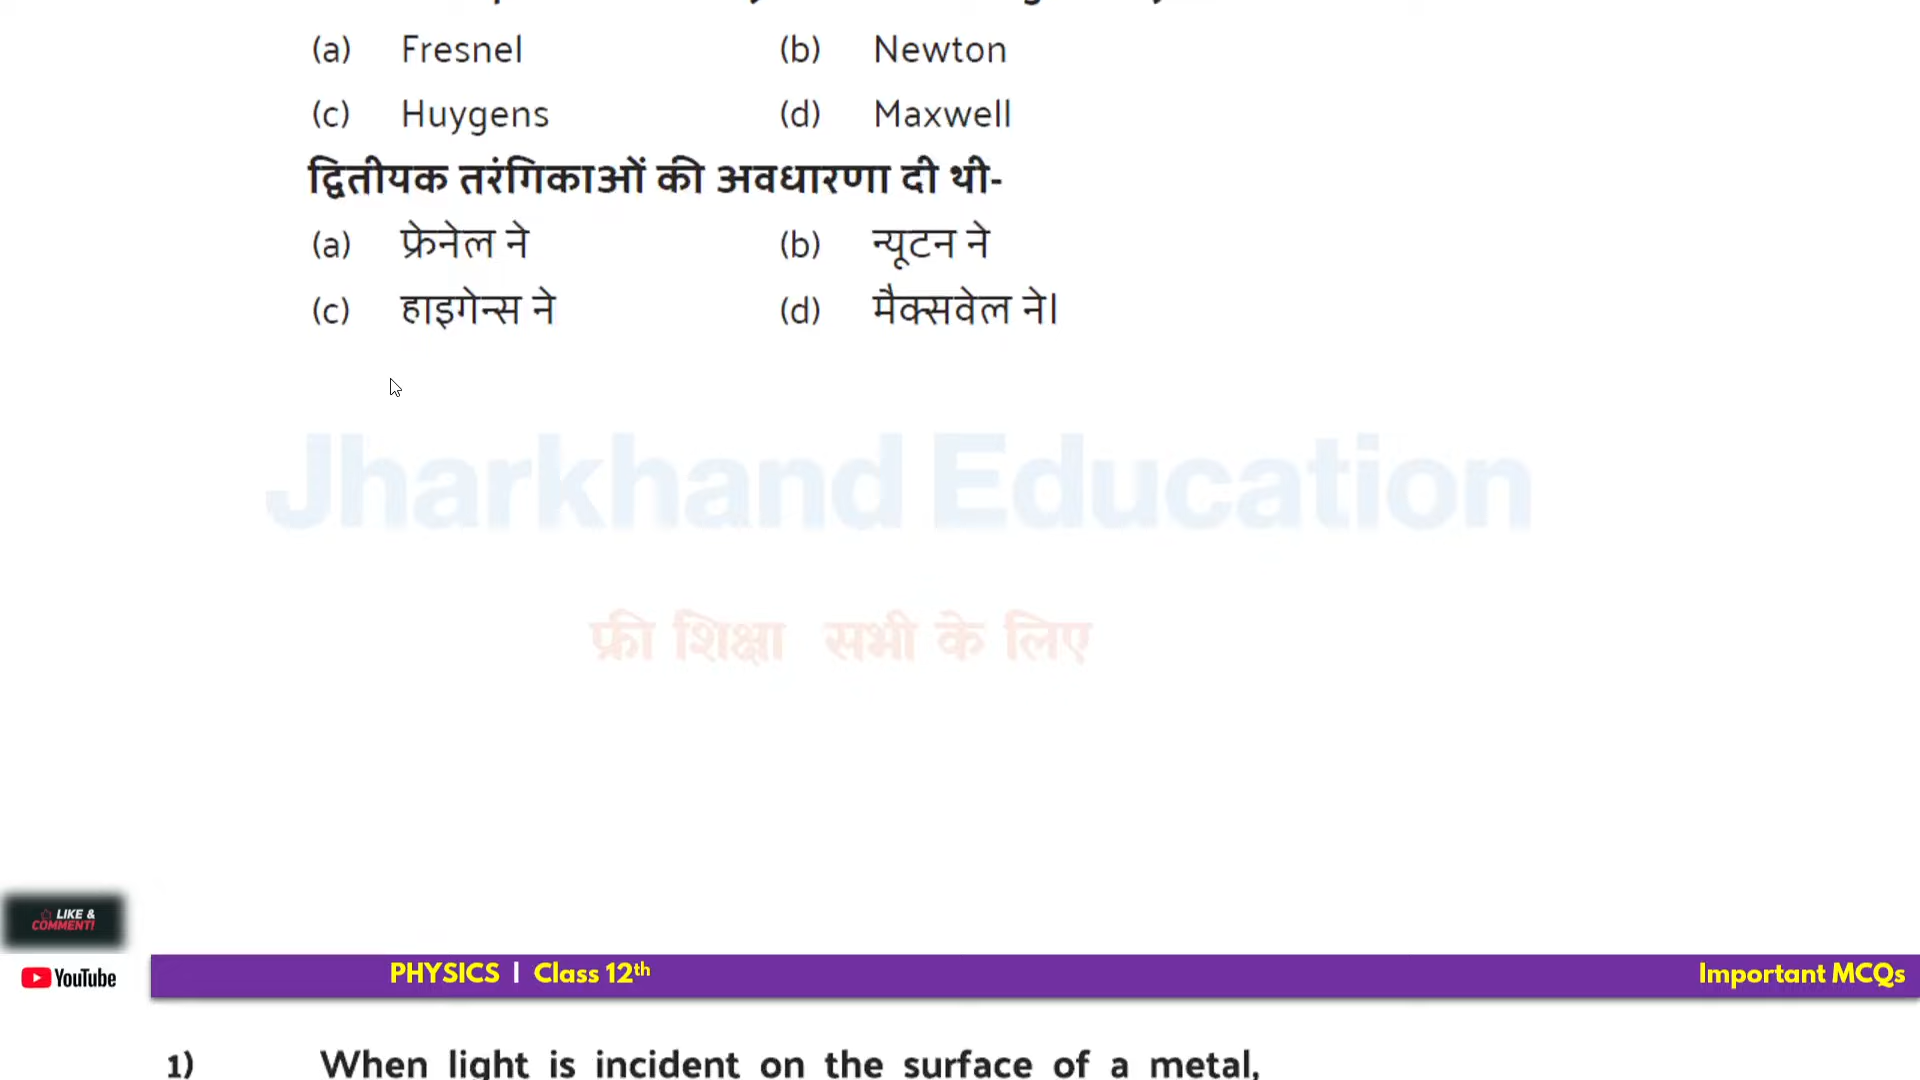 (a) Fresnel (b) Newton
(c) Huygens (d) Maxwell
द्वितीयक तरंगिकाओं की अवधारणा दी थी-
(a) फ्रेनेल ने (b) न्यूटन ने
(c) हाइगेन्स ने (d) मैक्सवेल ने।
Jharkhand Education
फ्री शिक्षा सभी के लिए
LIKE &
COMMENT!
YouTube PHYSICS | Class 12th Important MCQs
1) When light is incident on the surface of a metal,